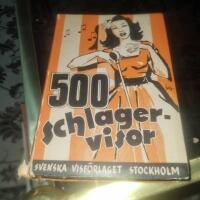 500
schlager-
visor
SVENSKA VISFÖRLAGET STOCKHOLM